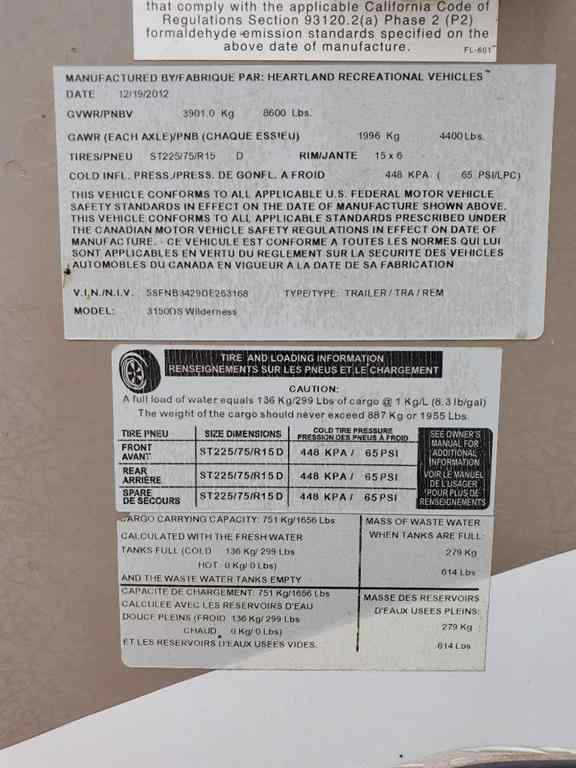 that comply with the applicable California Code of
Regulations Section 93120.2(a) Phase 2 (P2)
formaldehyde emission standards specified on the
above date of manufacture.
FL-601
MANUFACTURED BY/FABRIQUE PAR: HEARTLAND RECREATIONAL VEHICLES™
DATE 12/19/2012
GVWR/PNBV 3901.0 Kg 8600 Lbs.
GAWR (EACH AXLE)/PNB (CHAQUE ESSIEU) 1996 Kg 4400 Lbs.
TIRES/PNEU ST225/75/R15 D RIM/JANTE 15 x 6
COLD INFL. PRESS./PRESS. DE GONFL. A FROID 448 KPA ( 65 PSI/LPC)
THIS VEHICLE CONFORMS TO ALL APPLICABLE U.S. FEDERAL MOTOR VEHICLE
SAFETY STANDARDS IN EFFECT ON THE DATE OF MANUFACTURE SHOWN ABOVE.
THIS VEHICLE CONFORMS TO ALL APPLICABLE STANDARDS PRESCRIBED UNDER
THE CANADIAN MOTOR VEHICLE SAFETY REGULATIONS IN EFFECT ON DATE OF
MANUFACTURE. - CE VEHICULE EST CONFORME A TOUTES LES NORMES QUI LUI
SONT APPLICABLES EN VERTU DU REGLEMENT SUR LA SECURITE DES VEHICLES
AUTOMOBILES DU CANADA EN VIGUEUR A LA DATE DE SA FABRICATION
V.I.N./N.I.V. 5SFNB3429DE253168 TYPE/TYPE: TRAILER / TRA / REM
MODEL: 3150DS Wilderness
TIRE AND LOADING INFORMATION
RENSEIGNEMENTS SUR LES PNEUS ET LE CHARGEMENT
CAUTION:
A full load of water equals 136 Kg/299 Lbs of cargo @ 1 Kg/L (8.3 lb/gal)
The weight of the cargo should never exceed 887 Kg or 1955 Lbs.
TIRE PNEU SIZE DIMENSIONS COLD TIRE PRESSURE
PRESSION DES PNEUS À FROID
FRONT
AVANT ST225/75/R15 D 448 KPA / 65 PSI
REAR
ARRIÈRE ST225/75/R15 D 448 KPA / 65 PSI
SPARE
DE SECOURS ST225/75/R15 D 448 KPA / 65 PSI
SEE OWNER'S
MANUAL FOR
ADDITIONAL
INFORMATION
VOIR LE MANUEL
DE L'USAGER
POUR PLUS DE
RENSEIGNEMENTS
CARGO CARRYING CAPACITY: 751 Kg/1656 Lbs
CALCULATED WITH THE FRESH WATER
TANKS FULL (COLD 136 Kg/ 299 Lbs
HOT 0 Kg/ 0 Lbs)
AND THE WASTE WATER TANKS EMPTY
MASS OF WASTE WATER
WHEN TANKS ARE FULL:
279 Kg
614 Lbs
CAPACITE DE CHARGEMENT: 751 Kg/1656 Lbs
CALCULEE AVEC LES RESERVOIRS D'EAU
DOUCE PLEINS (FROID 136 Kg/ 299 Lbs
CHAUD 0 Kg/ 0 Lbs)
ET LES RESERVOIRS D'EAUX USEES VIDES.
MASSE DES RESERVOIRS
D'EAUX USEES PLEINS:
279 Kg
614 Lbs